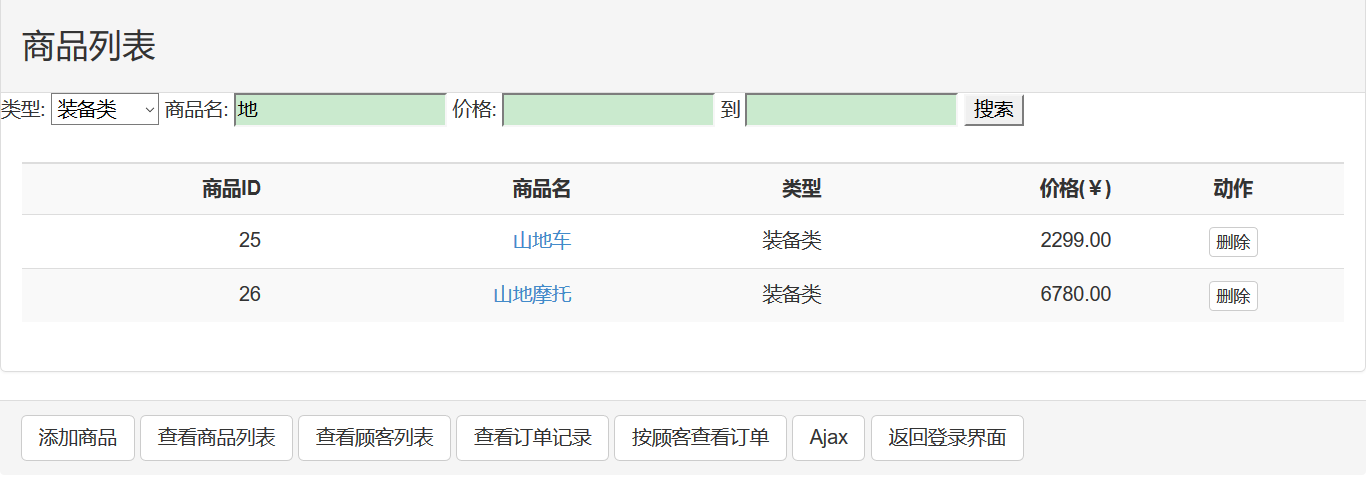 商品列表
类型: 装备类 商品名: 地 价格: 到 搜索
商品ID 商品名 类型 价格(￥) 动作
25 山地车 装备类 2299.00 删除
26 山地摩托 装备类 6780.00 删除
添加商品 查看商品列表 查看顾客列表 查看订单记录 按顾客查看订单 Ajax 返回登录界面